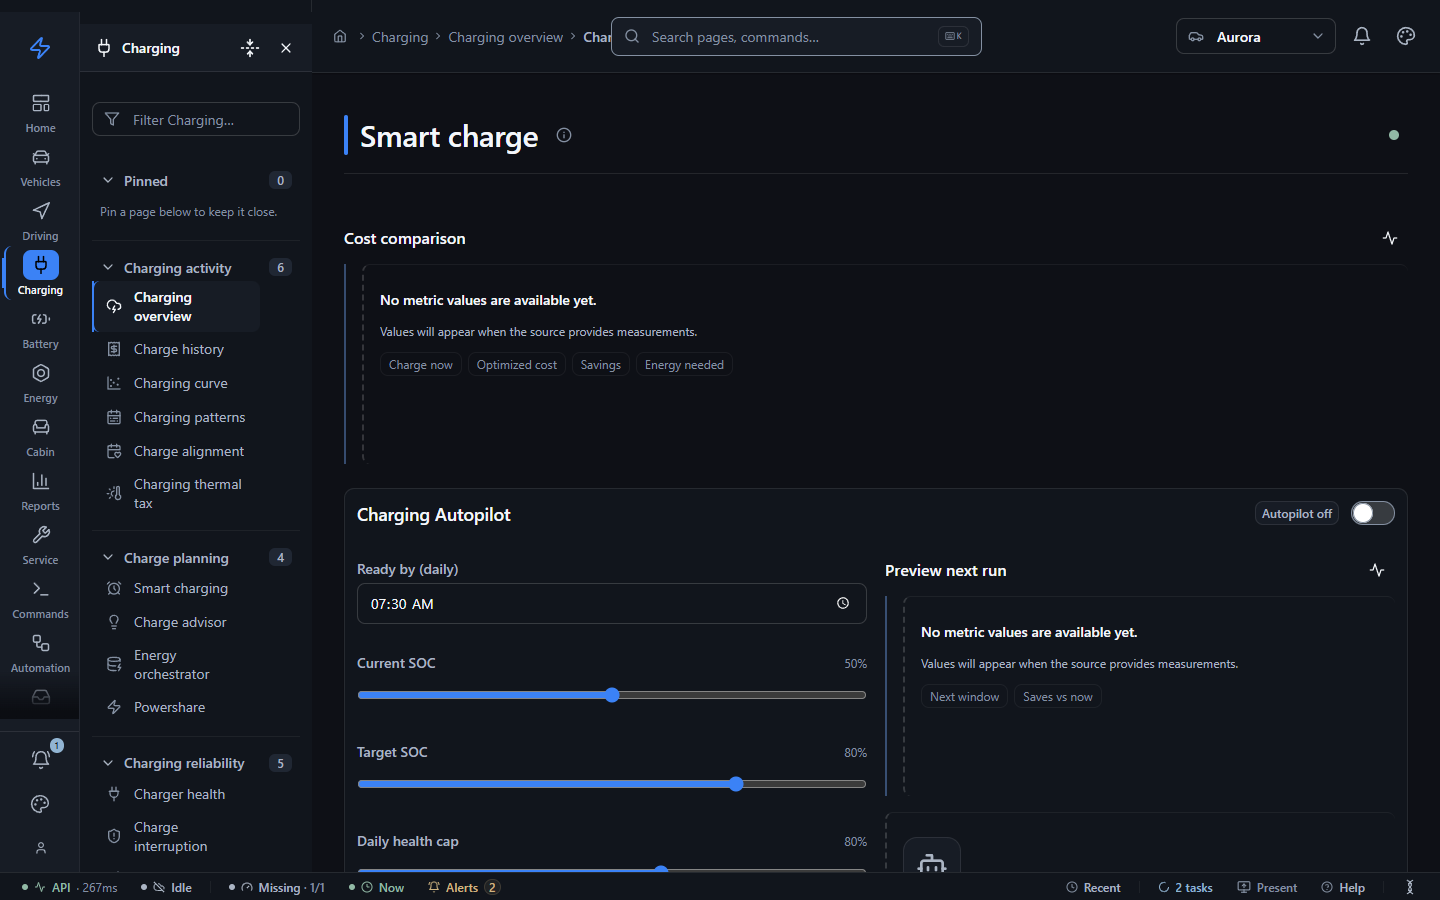 Home
Vehicles
Driving
Charging
Battery
Energy
Cabin
Reports
Service
Commands
Automation
1
Charging
Filter Charging...
Pinned 0
Pin a page below to keep it close.
Charging activity 6
Charging
overview
Charge history
Charging curve
Charging patterns
Charge alignment
Charging thermal
tax
Charge planning 4
Smart charging
Charge advisor
Energy
orchestrator
Powershare
Charging reliability 5
Charger health
Charge
interruption
Charging > Charging overview > Char
Search pages, commands... K
Aurora
Smart charge
Cost comparison
No metric values are available yet.
Values will appear when the source provides measurements.
Charge now Optimized cost Savings Energy needed
Charging Autopilot
Autopilot off
Ready by (daily)
07:30 AM
Current SOC 50%
Target SOC 80%
Daily health cap 80%
Preview next run
No metric values are available yet.
Values will appear when the source provides measurements.
Next window Saves vs now
API · 267ms Idle Missing · 1/1 Now Alerts 2 Recent 2 tasks Present Help